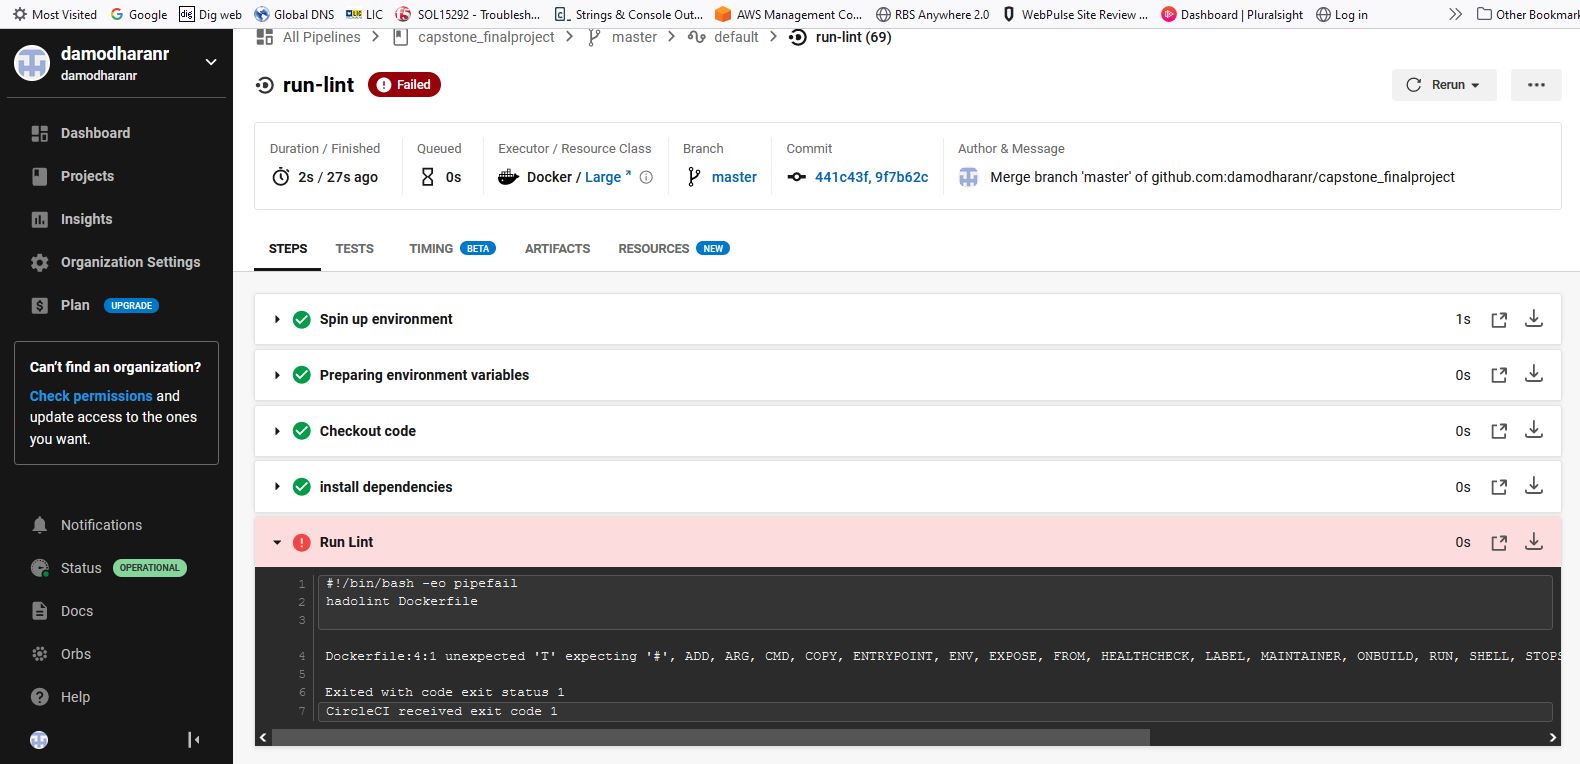 Most Visited Google Dig web Global DNS LIC SOL15292 - Troublesh... Strings & Console Out... AWS Management Co... RBS Anywhere 2.0 WebPulse Site Review ... Dashboard | Pluralsight Log in Other Bookmark
damodharanr
damodharanr
Dashboard
Projects
Insights
Organization Settings
Plan UPGRADE
Can't find an organization?
Check permissions and
update access to the ones
you want.
Notifications
Status OPERATIONAL
Docs
Orbs
Help
All Pipelines capstone_finalproject master default run-lint (69)
run-lint Failed Rerun
Duration / Finished Queued Executor / Resource Class Branch Commit Author & Message
2s / 27s ago 0s Docker / Large master 441c43f, 9f7b62c Merge branch 'master' of github.com:damodharanr/capstone_finalproject
STEPS TESTS TIMING BETA ARTIFACTS RESOURCES NEW
Spin up environment 1s
Preparing environment variables 0s
Checkout code 0s
install dependencies 0s
Run Lint 0s
1 #!/bin/bash -eo pipefail
2 hadolint Dockerfile
3
4 Dockerfile:4:1 unexpected 'T' expecting '#', ADD, ARG, CMD, COPY, ENTRYPOINT, ENV, EXPOSE, FROM, HEALTHCHECK, LABEL, MAINTAINER, ONBUILD, RUN, SHELL, STOPS
5
6 Exited with code exit status 1
7 CircleCI received exit code 1